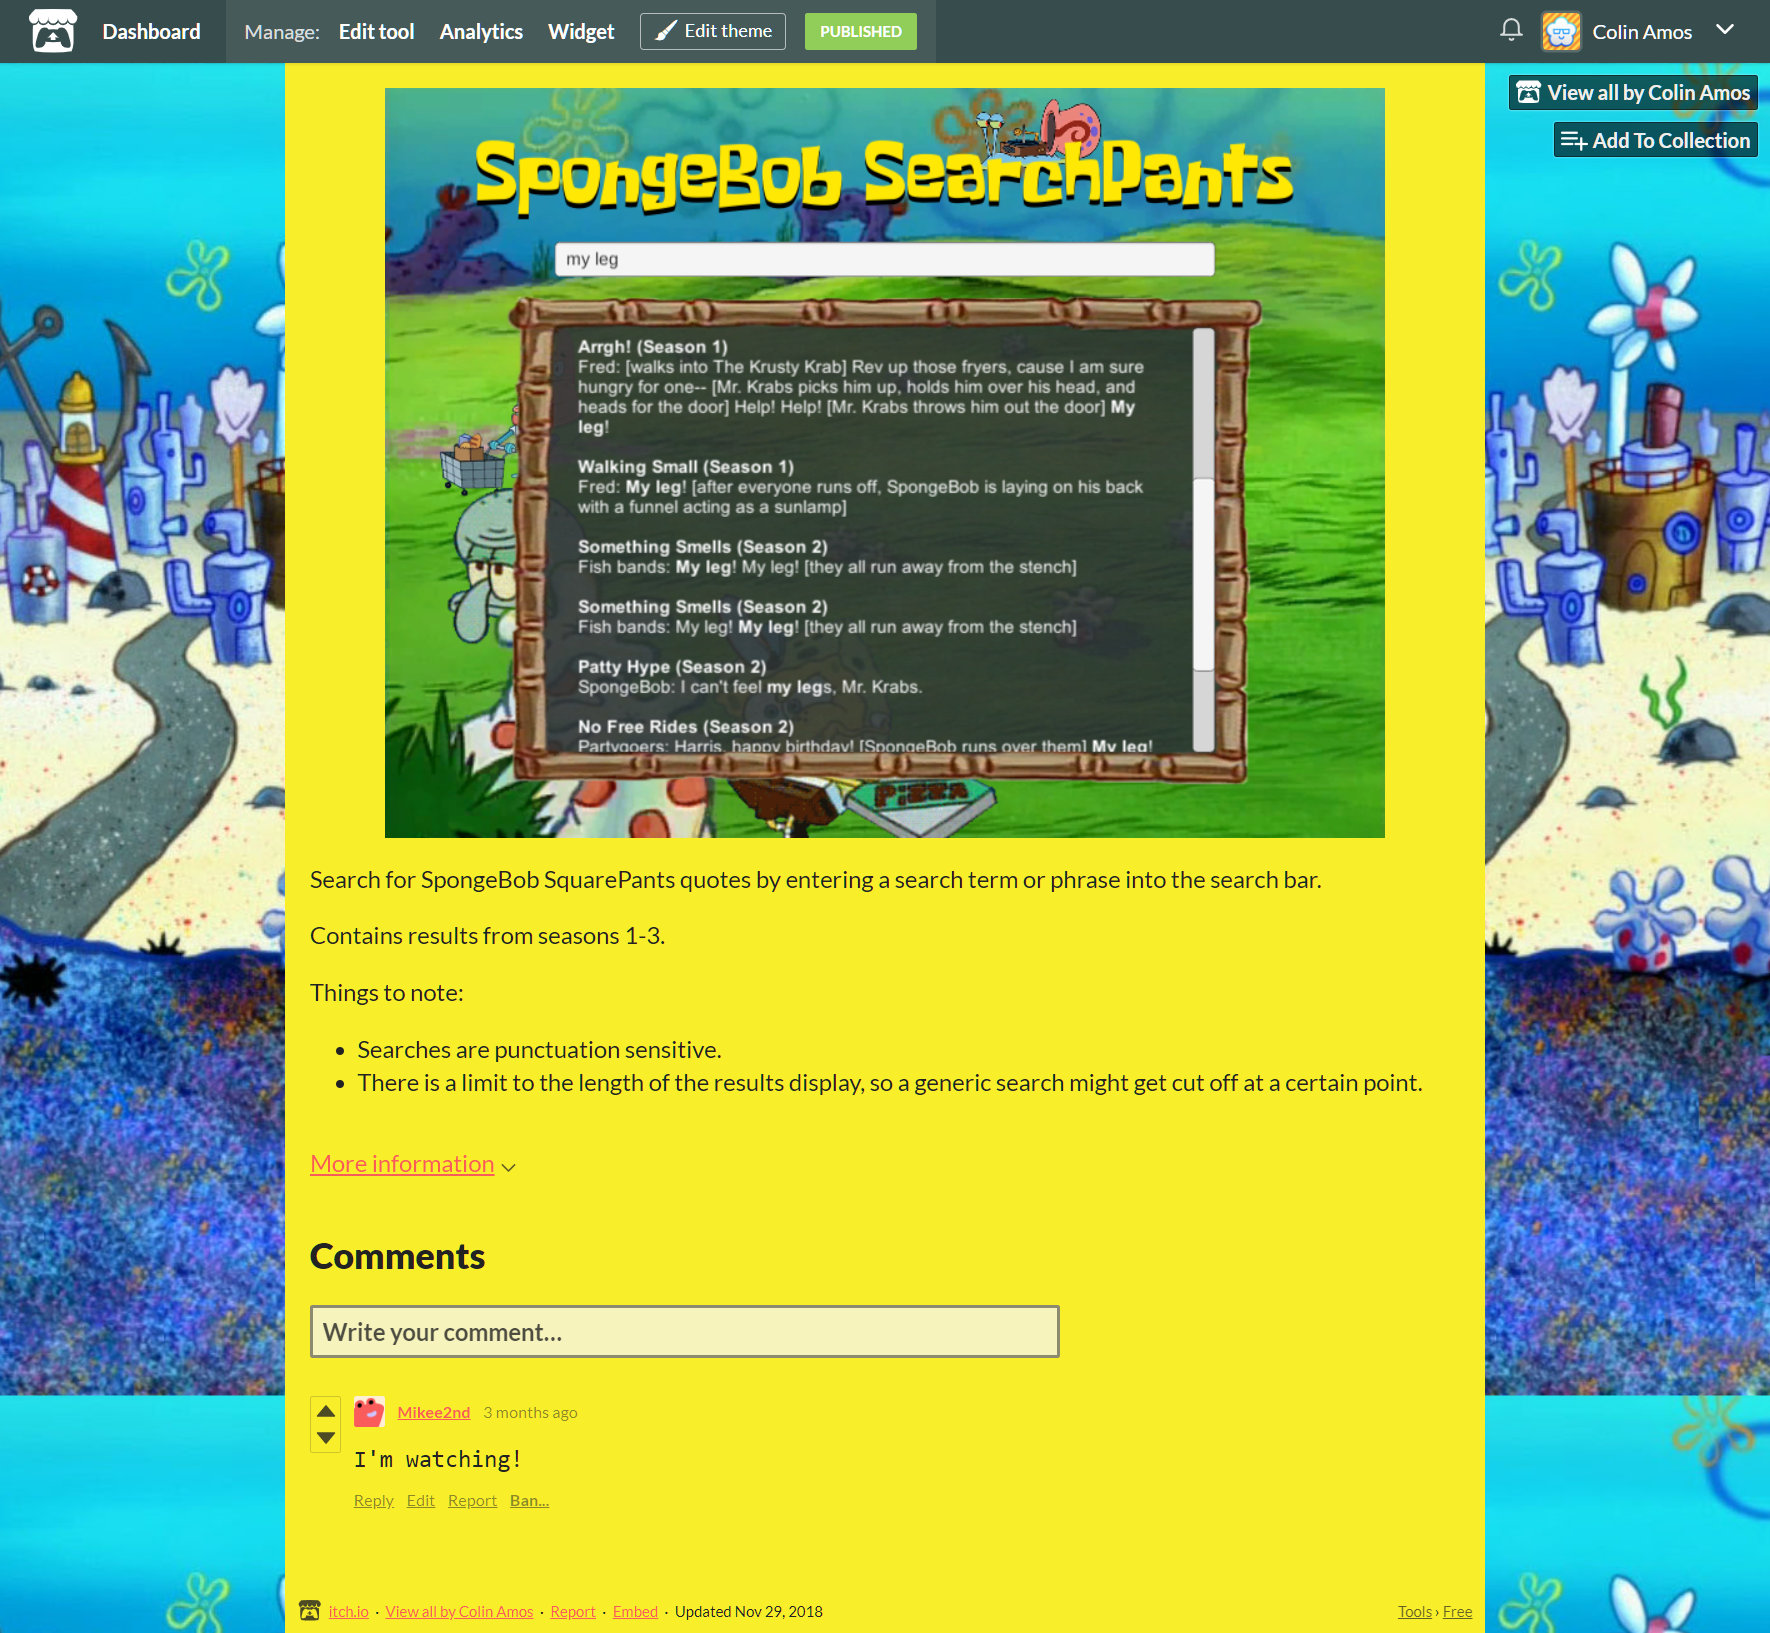 Dashboard Manage: Edit tool Analytics Widget Edit theme PUBLISHED Colin Amos
View all by Colin Amos
Add To Collection
SpongeBob SearchPants
my leg
Arrgh! (Season 1)
Fred: [walks into The Krusty Krab] Rev up those fryers, cause I am sure
hungry for one-- [Mr. Krabs picks him up, holds him over his head, and
heads for the door] Help! Help! [Mr. Krabs throws him out the door] My
leg!
Walking Small (Season 1)
Fred: My leg! [after everyone runs off, SpongeBob is laying on his back
with a funnel acting as a sunlamp]
Something Smells (Season 2)
Fish bands: My leg! My leg! [they all run away from the stench]
Something Smells (Season 2)
Fish bands: My leg! My leg! [they all run away from the stench]
Patty Hype (Season 2)
SpongeBob: I can't feel my legs, Mr. Krabs.
No Free Rides (Season 2)
Partygoers: Harris, happy birthday! [SpongeBob runs over them] My leg!
PIZZA
Search for SpongeBob SquarePants quotes by entering a search term or phrase into the search bar.
Contains results from seasons 1-3.
Things to note:
• Searches are punctuation sensitive.
• There is a limit to the length of the results display, so a generic search might get cut off at a certain point.
More information
Comments
Write your comment...
Mikee2nd 3 months ago
I'm watching!
Reply Edit Report Ban...
itch.io · View all by Colin Amos · Report · Embed · Updated Nov 29, 2018 Tools › Free